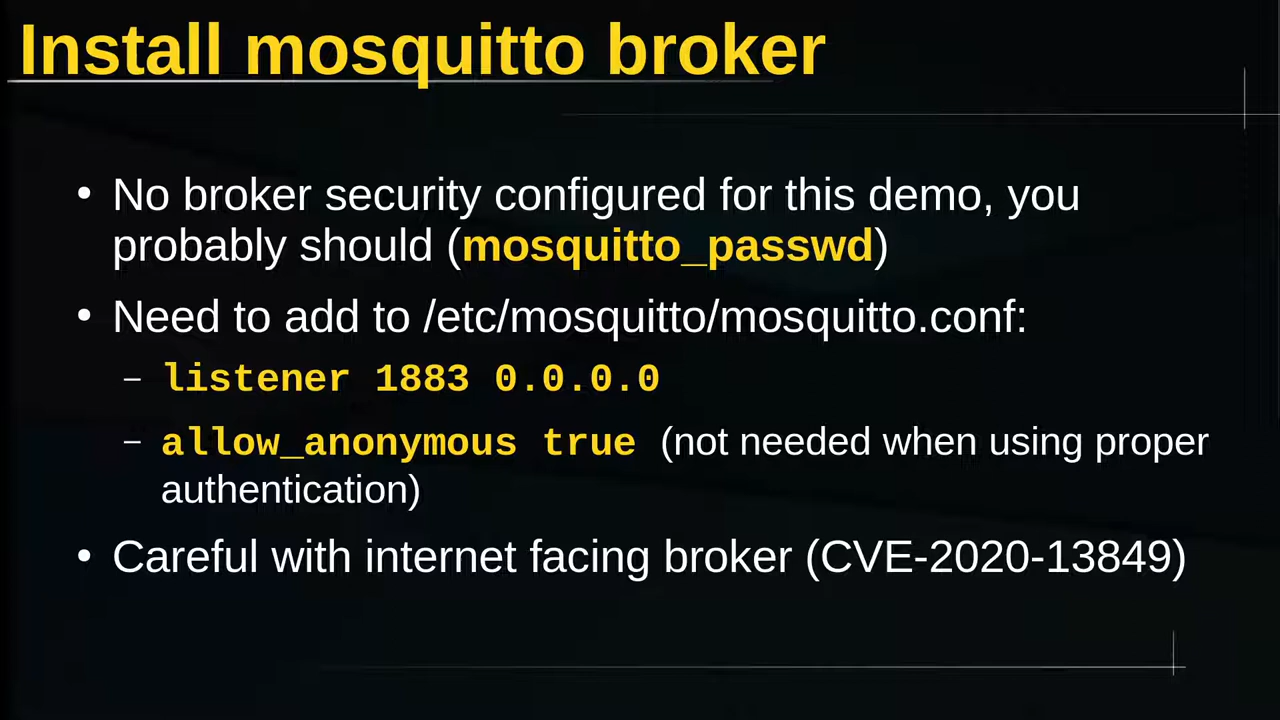 Install mosquitto broker
• No broker security configured for this demo, you
probably should (mosquitto_passwd)
• Need to add to /etc/mosquitto/mosquitto.conf:
– listener 1883 0.0.0.0
– allow_anonymous true (not needed when using proper
authentication)
• Careful with internet facing broker (CVE-2020-13849)